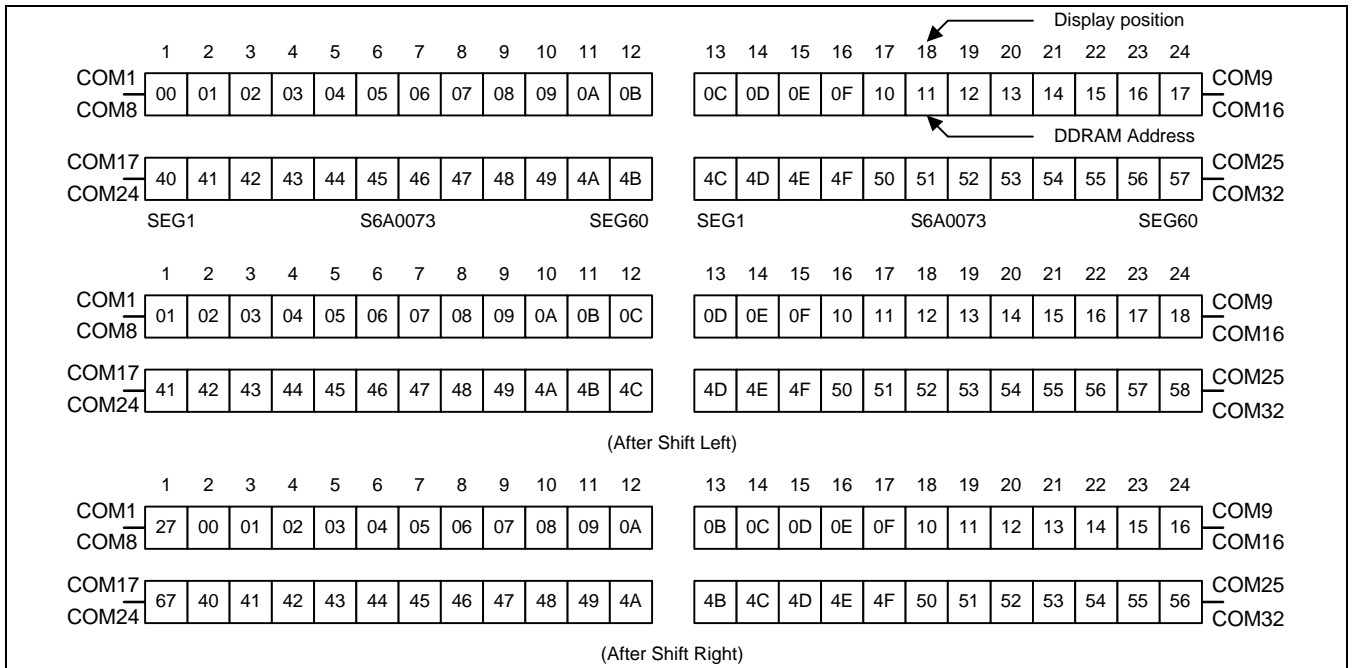 Display position
1 2 3 4 5 6 7 8 9 10 11 12 13 14 15 16 17 18 19 20 21 22 23 24
COM1 COM9
00 01 02 03 04 05 06 07 08 09 0A 0B 0C 0D 0E 0F 10 11 12 13 14 15 16 17
COM8 COM16
DDRAM Address
COM17 COM25
40 41 42 43 44 45 46 47 48 49 4A 4B 4C 4D 4E 4F 50 51 52 53 54 55 56 57
COM24 COM32
SEG1 S6A0073 SEG60 SEG1 S6A0073 SEG60
1 2 3 4 5 6 7 8 9 10 11 12 13 14 15 16 17 18 19 20 21 22 23 24
COM1 COM9
01 02 03 04 05 06 07 08 09 0A 0B 0C 0D 0E 0F 10 11 12 13 14 15 16 17 18
COM8 COM16
COM17 COM25
41 42 43 44 45 46 47 48 49 4A 4B 4C 4D 4E 4F 50 51 52 53 54 55 56 57 58
COM24 COM32
(After Shift Left)
1 2 3 4 5 6 7 8 9 10 11 12 13 14 15 16 17 18 19 20 21 22 23 24
COM1 COM9
27 00 01 02 03 04 05 06 07 08 09 0A 0B 0C 0D 0E 0F 10 11 12 13 14 15 16
COM8 COM16
COM17 COM25
67 40 41 42 43 44 45 46 47 48 49 4A 4B 4C 4D 4E 4F 50 51 52 53 54 55 56
COM24 COM32
(After Shift Right)